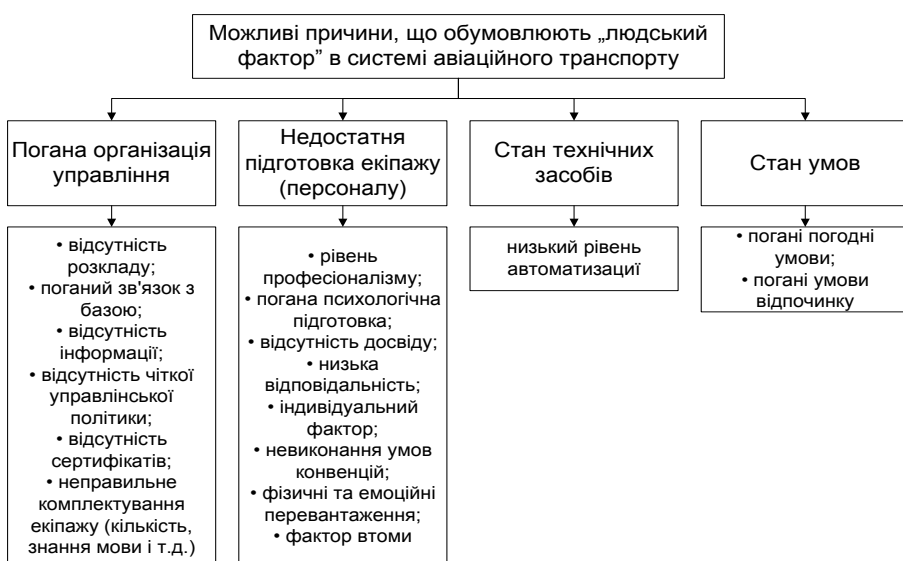 Можливі причини, що обумовлюють „людський
фактор” в системі авіаційного транспорту
Погана організація
управління
Недостатня
підготовка екіпажу
(персоналу)
Стан технічних
засобів
Стан умов
• відсутність
розкладу;
• поганий зв'язок з
базою;
• відсутність
інформації;
• відсутність чіткої
управлінської
політики;
• відсутність
сертифікатів;
• неправильне
комплектування
екіпажу (кількість,
знання мови і т.д.)
• рівень
професіоналізму;
• погана психологічна
підготовка;
• відсутність досвіду;
• низька
відповідальність;
• індивідуальний
фактор;
• невиконання умов
конвенцій;
• фізичні та емоційні
перевантаження;
• фактор втоми
низький рівень
автоматизації
• погані погодні
умови;
• погані умови
відпочинку